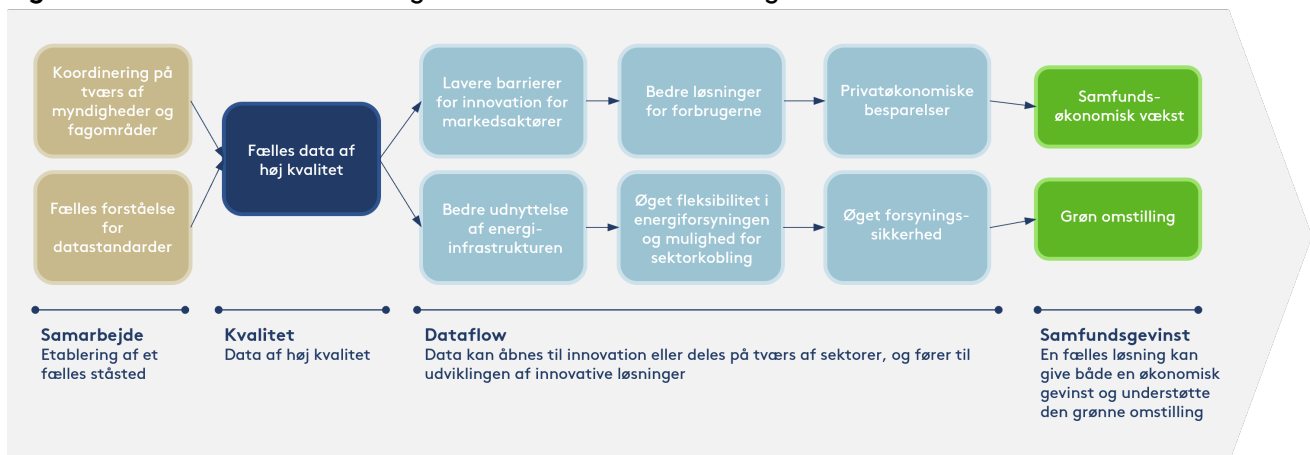 Koordinering på
tværs af
myndigheder og
fagområder
Fælles forståelse
for
datastandarder
Fælles data af
høj kvalitet
Lavere barrierer
for innovation for
markedsaktører
Bedre løsninger
for forbrugerne
Privatøkonomiske
besparelser
Samfunds-
økonomisk vækst
Bedre udnyttelse
af energi-
infrastrukturen
Øget fleksibilitet i
energiforsyningen
og mulighed for
sektorkobling
Øget forsynings-
sikkerhed
Grøn omstilling
Samarbejde
Etablering af et
fælles ståsted
Kvalitet
Data af høj kvalitet
Dataflow
Data kan åbnes til innovation eller deles på tværs af sektorer, og fører til
udviklingen af innovative løsninger
Samfundsgevinst
En fælles løsning kan
give både en økonomisk
gevinst og understøtte
den grønne omstilling